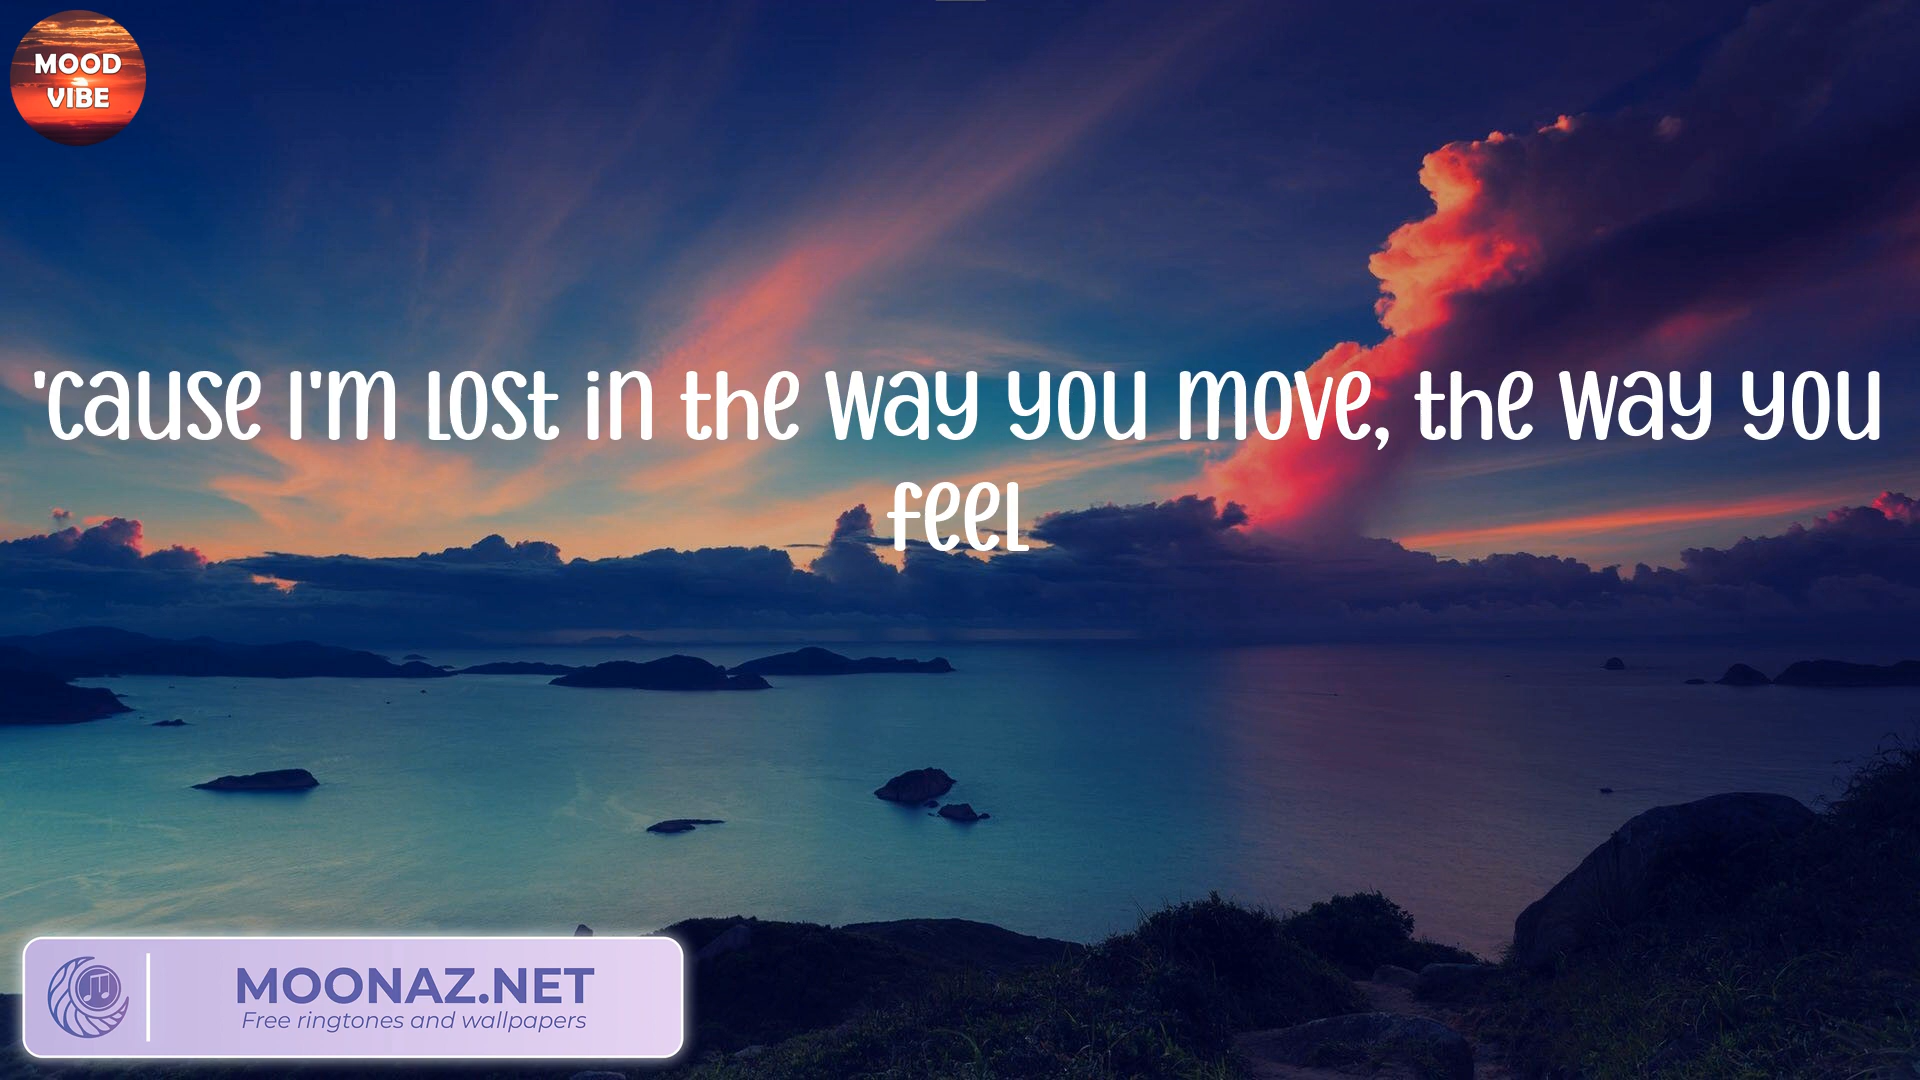 MOOD
VIBE
'cause I'm lost in the way you move, the way you
feel
MOONAZ.NET
Free ringtones and wallpapers